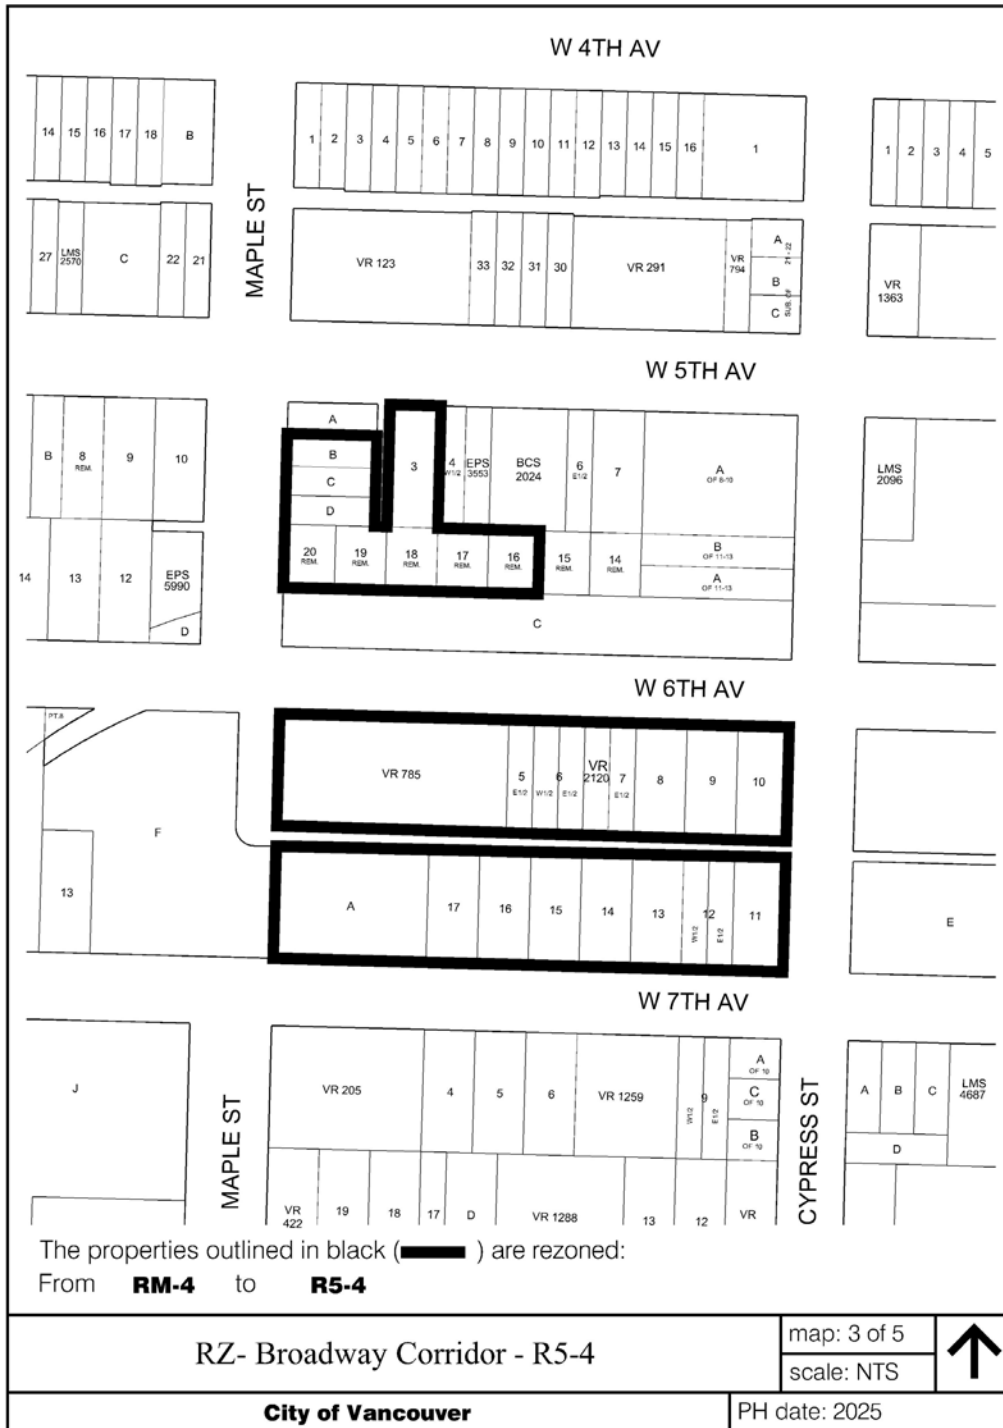 W 4TH AV
14 15 16 17 18 B
1 2 3 4 5 6 7 8 9 10 11 12 13 14 15 16 1
1 2 3 4 5
MAPLE ST
27 LMS 2570 C 22 21
VR 123 33 32 31 30 VR 291 VR 794
A
B
C
SUB. OF 21 - 22
VR 1363
W 5TH AV
B 8 REM. 9 10
A
B
C
D
3 4 W1/2 EPS 3553 BCS 2024 6 E1/2 7
A
OF 8-10
LMS 2096
14 13 12 EPS 5990
D
20 REM. 19 REM. 18 REM. 17 REM. 16 REM. 15 REM. 14 REM.
B
OF 11-13
A
OF 11-13
C
W 6TH AV
PT.8
F
13
VR 785 5 E1/2 W1/2 6 E1/2 VR 2120 7 E1/2 8 9 10
A 17 16 15 14 13 W1/2 12 E1/2 11
E
W 7TH AV
J
MAPLE ST
VR 205 4 5 6 VR 1259 W1/2 9 E1/2
A
OF 10
C
OF 10
B
OF 10
CYPRESS ST
A B C LMS 4687
D
VR 422 19 18 17 D VR 1288 13 12 VR
The properties outlined in black ( ) are rezoned:
From RM-4 to R5-4
RZ- Broadway Corridor - R5-4
map: 3 of 5
scale: NTS
City of Vancouver
PH date: 2025